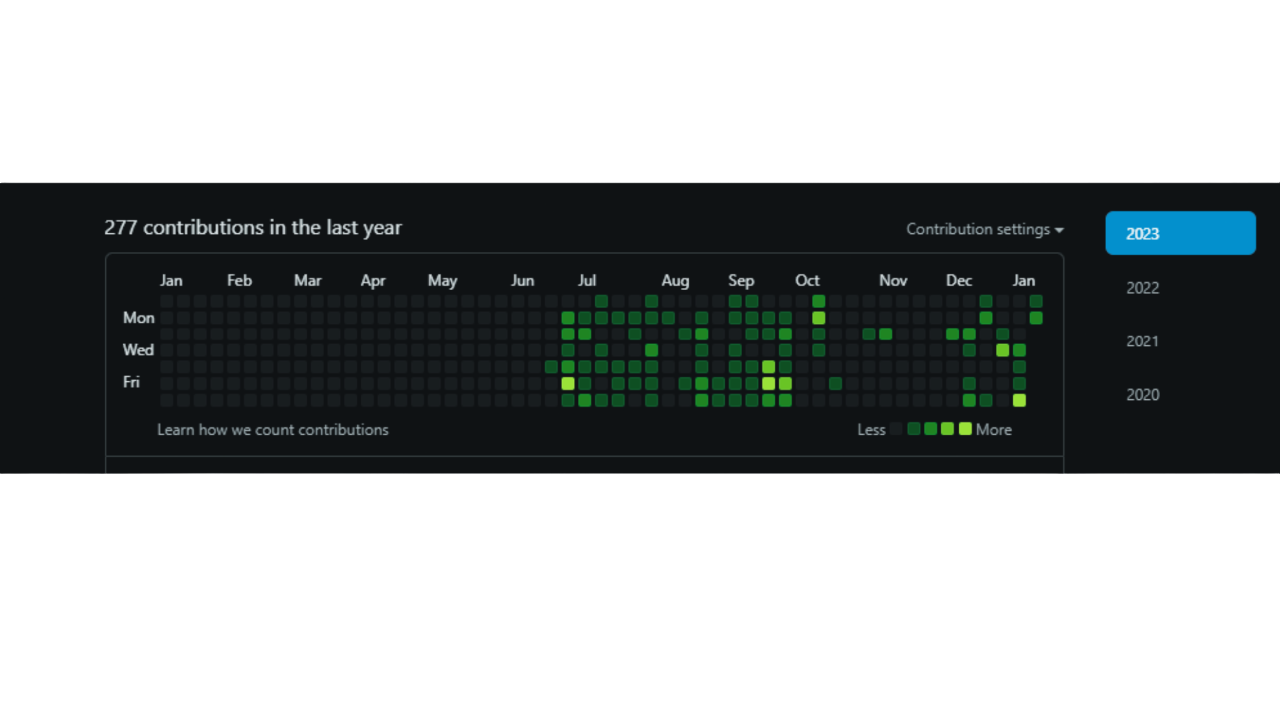 277 contributions in the last year
Contribution settings
2023
2022
2021
2020
Jan Feb Mar Apr May Jun Jul Aug Sep Oct Nov Dec Jan
Mon
Wed
Fri
Learn how we count contributions
Less More